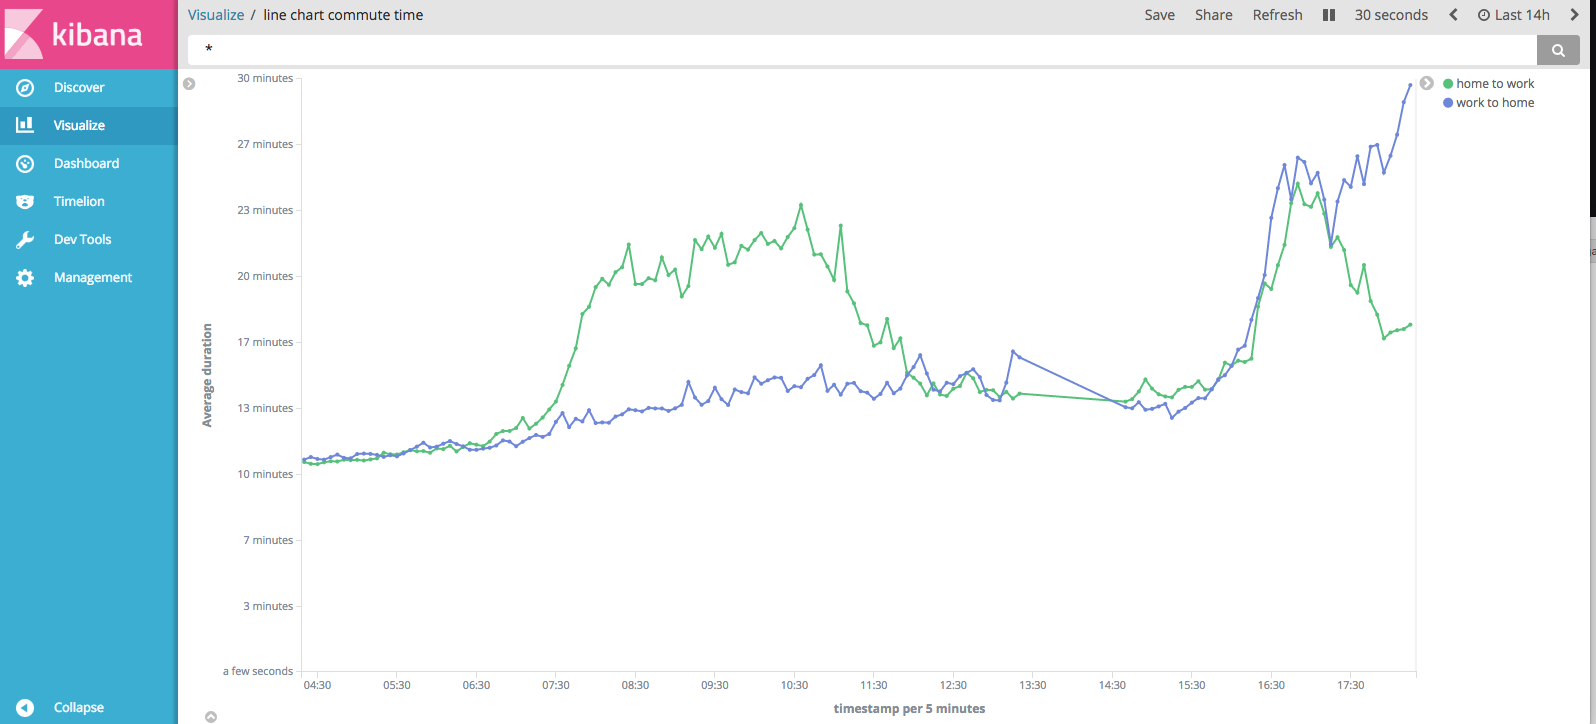 kibana
Discover
Visualize
Dashboard
Timelion
Dev Tools
Management
Collapse
Visualize / line chart commute time
Save Share Refresh 30 seconds Last 14h
*
30 minutes
27 minutes
23 minutes
20 minutes
17 minutes
13 minutes
10 minutes
7 minutes
3 minutes
a few seconds
Average duration
04:30 05:30 06:30 07:30 08:30 09:30 10:30 11:30 12:30 13:30 14:30 15:30 16:30 17:30
timestamp per 5 minutes
home to work
work to home